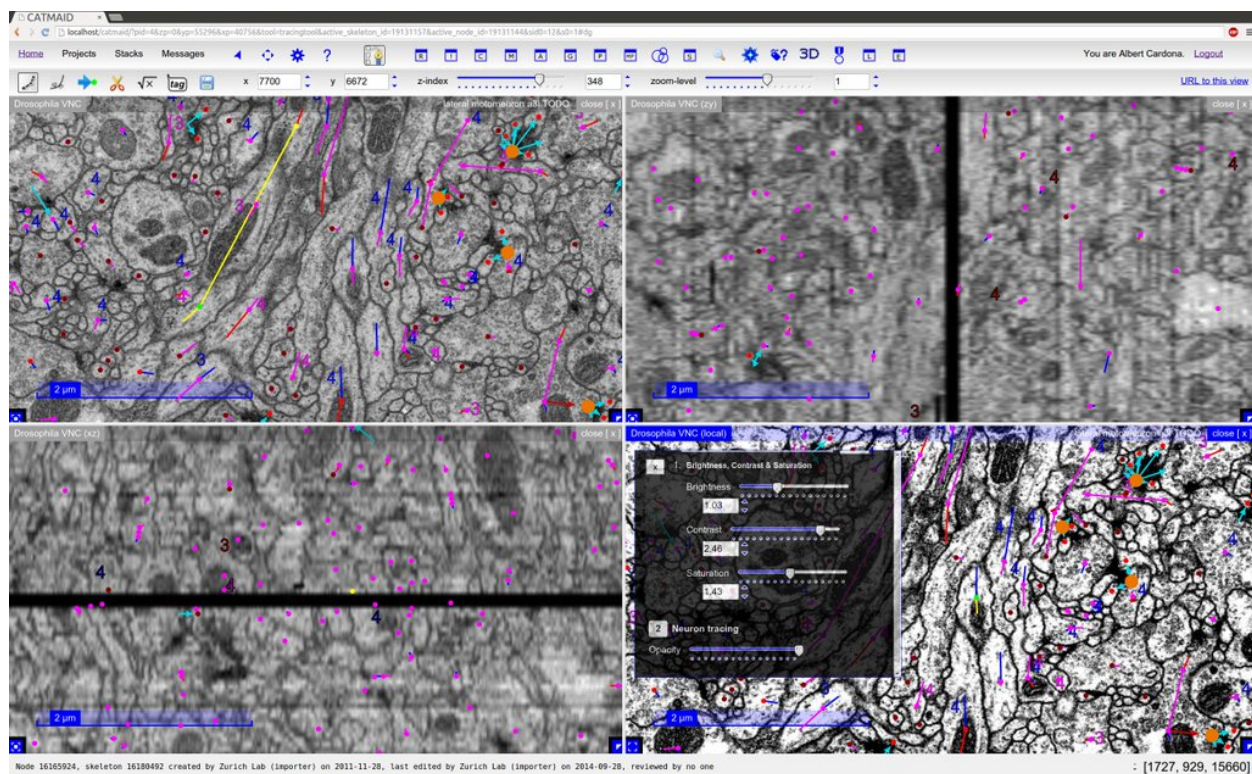 CATMAID
localhost/catmaid/?pid=4&zp=0&yp=55296&xp=40756&tool=tracingtool&active_skeleton_id=19131157&active_node_id=19131144&sid0=12&s0=1#dg
Home Projects Stacks Messages ? R I C M A G P MF S ? 3D L E You are Albert Cardona. Logout
√x tag x 7700 y 6672 z-index 348 zoom-level 1 URL to this view
Drosophila VNC lateral motorneuron a3l TODO close [ x ]
2 µm
Drosophila VNC (zy) close [ x ]
2 µm
Drosophila VNC (xz) close [ x ]
2 µm
Drosophila VNC (local) close [ x ]
x 1. Brightness, Contrast & Saturation
Brightness
1.03
Contrast
2.46
Saturation
1.43
2 Neuron tracing
Opacity
2 µm
Node 16165924, skeleton 16180492 created by Zurich Lab (importer) on 2011-11-28, last edited by Zurich Lab (importer) on 2014-09-28, reviewed by no one
: [1727, 929, 15660]